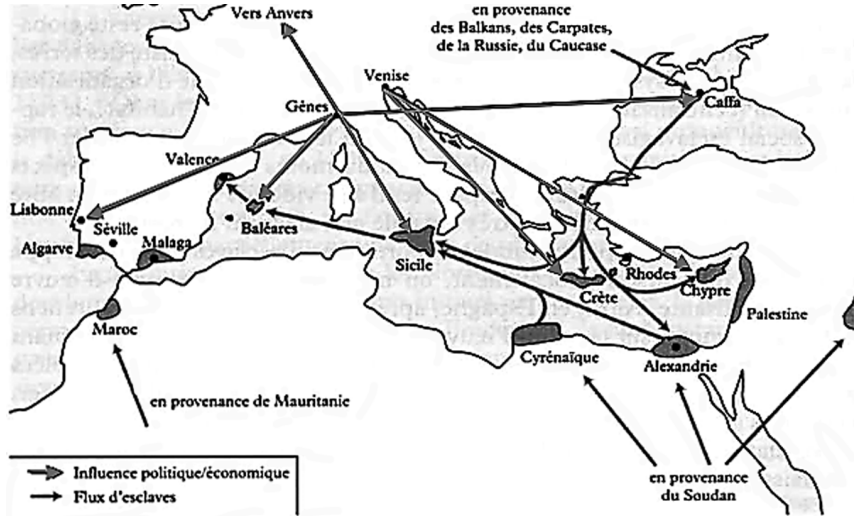 Vers Anvers
en provenance
des Balkans, des Carpates,
de la Russie, du Caucase
Venise
Gênes
Caffa
Valence
Lisbonne
Séville
Baléares
Algarve
Malaga
Sicile
Rhodes
Crète
Chypre
Palestine
Maroc
Cyrénaïque
Alexandrie
en provenance de Mauritanie
en provenance
du Soudan
Influence politique/économique
Flux d'esclaves